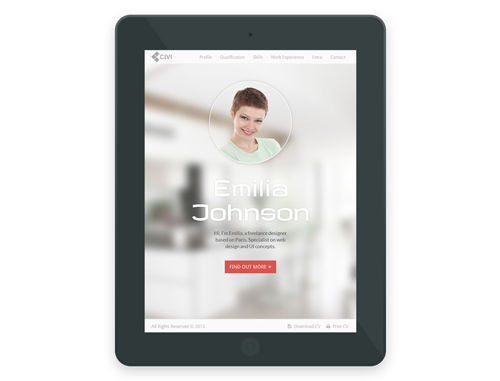 CIVI Profile Qualification Skills Work Experience Extra Contact
Emilia
Johnson
Hi, I'm Emilia, a freelance designer
based on Paris. Specialist on web
design and UI concepts.
FIND OUT MORE
All Rights Reserved © 2013. Download CV Print CV